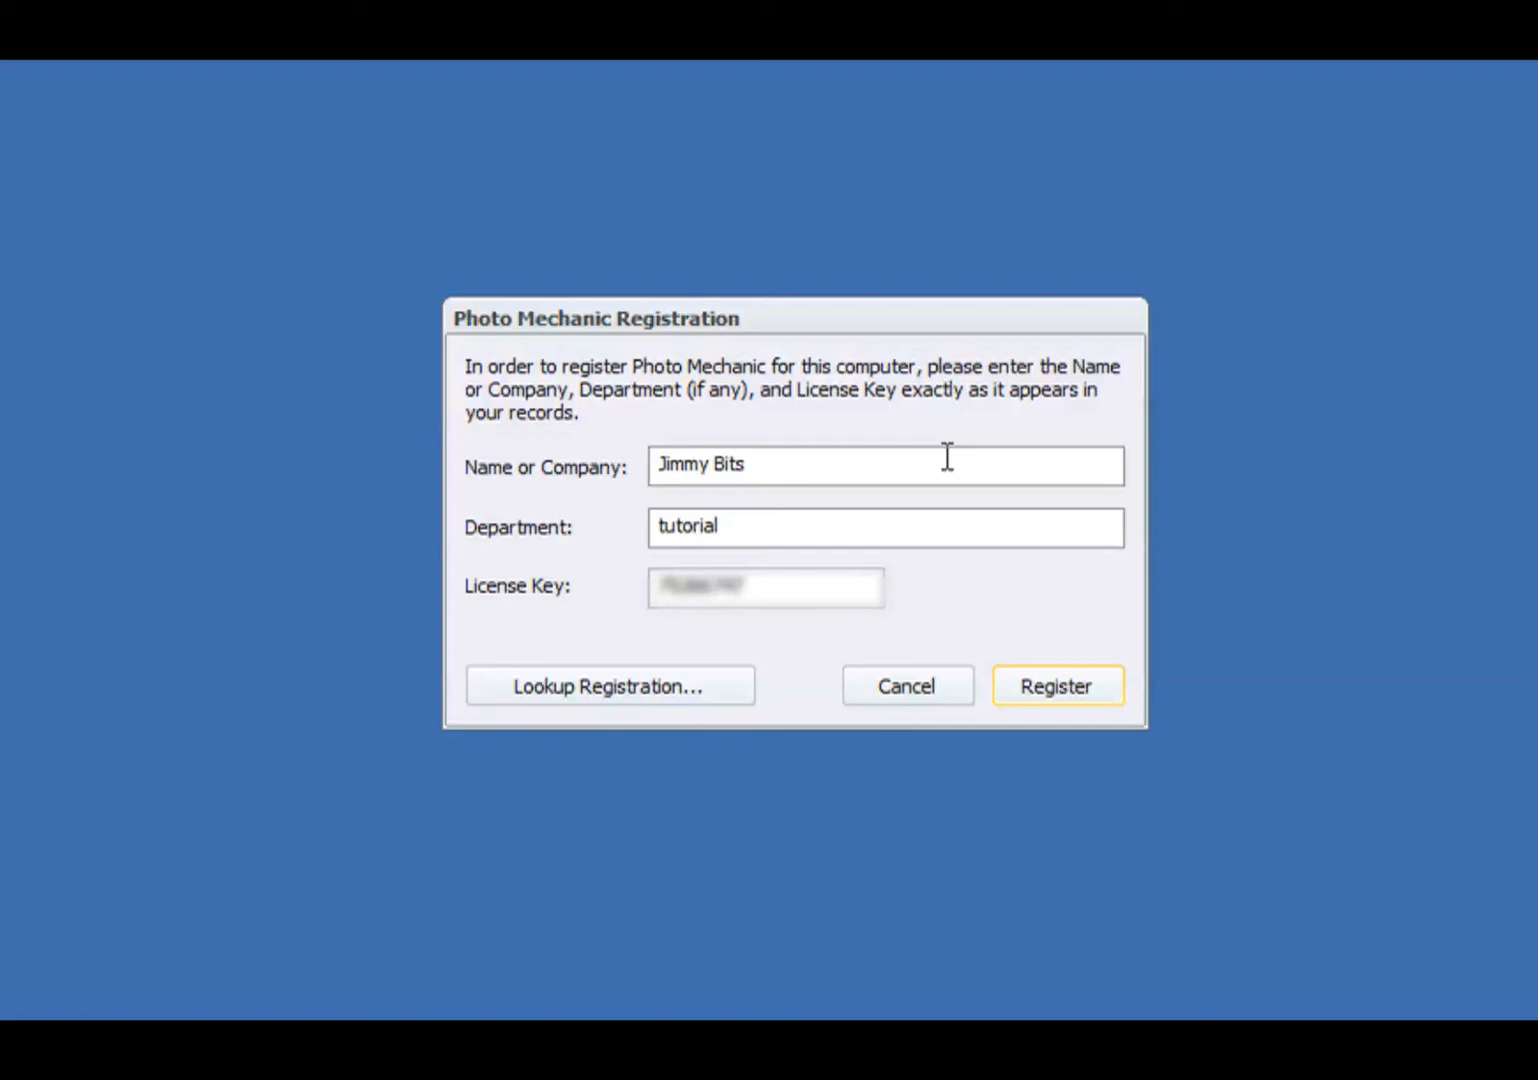 Photo Mechanic Registration
In order to register Photo Mechanic for this computer, please enter the Name
or Company, Department (if any), and License Key exactly as it appears in
your records.
Name or Company: Jimmy Bits
Department: tutorial
License Key:
Lookup Registration... Cancel Register